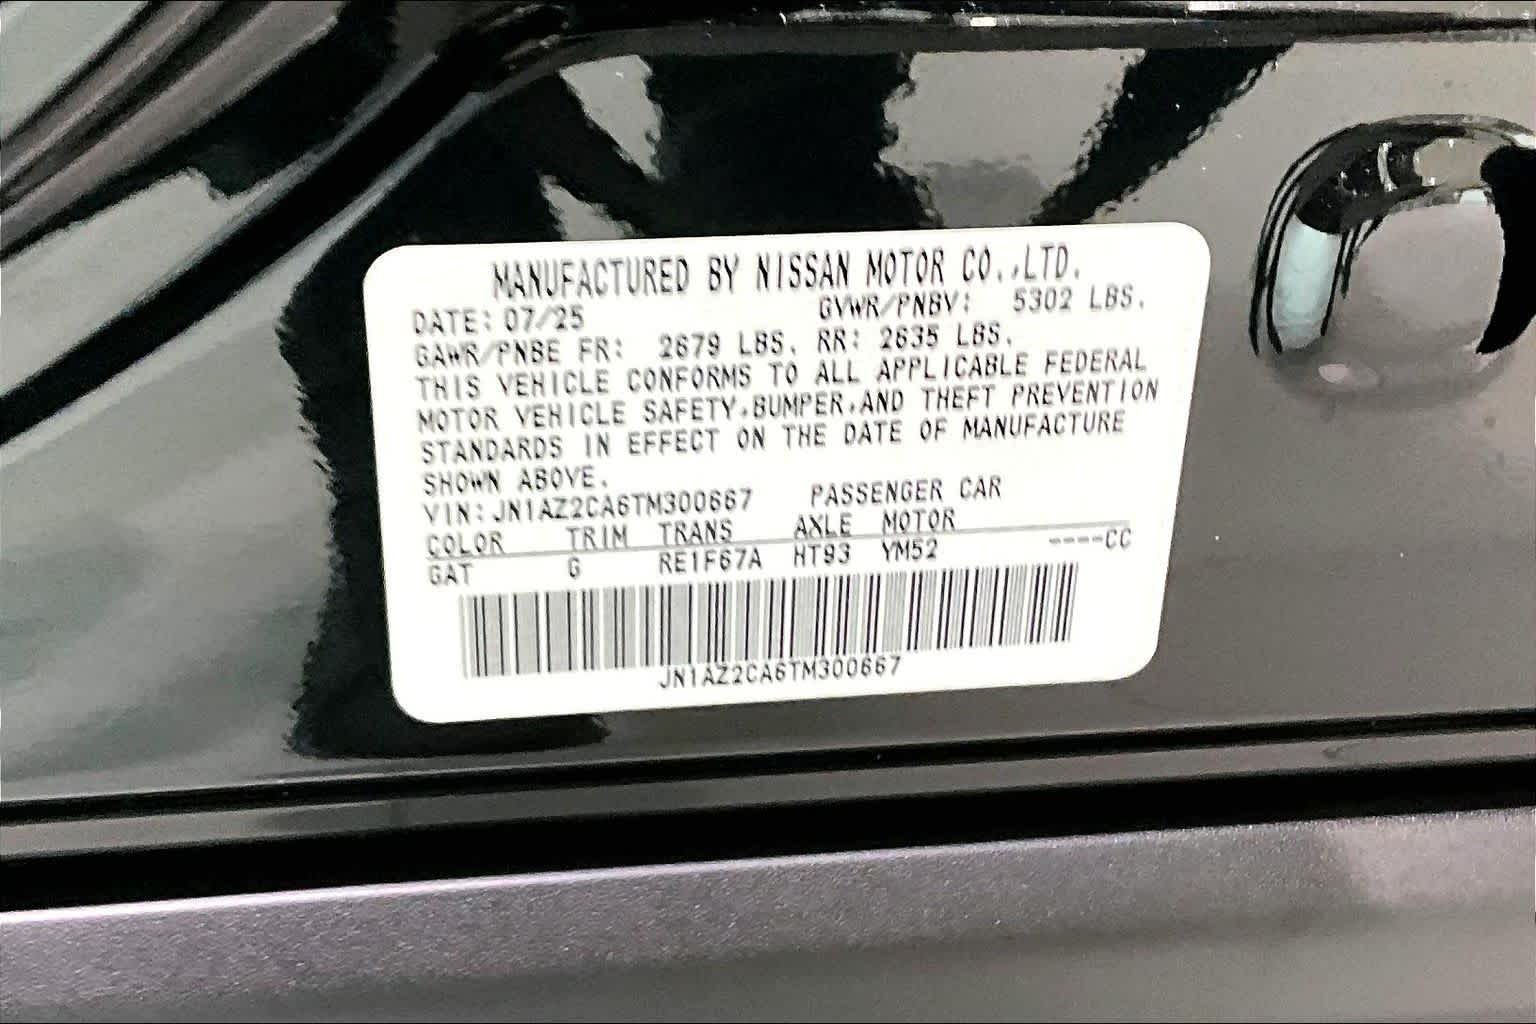 MANUFACTURED BY NISSAN MOTOR CO.,LTD.
DATE: 07/25 GVWR/PNBV: 5302 LBS.
GAWR/PNBE FR: 2679 LBS. RR: 2635 LBS.
THIS VEHICLE CONFORMS TO ALL APPLICABLE FEDERAL
MOTOR VEHICLE SAFETY,BUMPER,AND THEFT PREVENTION
STANDARDS IN EFFECT ON THE DATE OF MANUFACTURE
SHOWN ABOVE.
VIN: JN1AZ2CA6TM300667 PASSENGER CAR
COLOR TRIM TRANS AXLE MOTOR
GAT G RE1F67A HT93 YM52 ----CC
JN1AZ2CA6TM300667